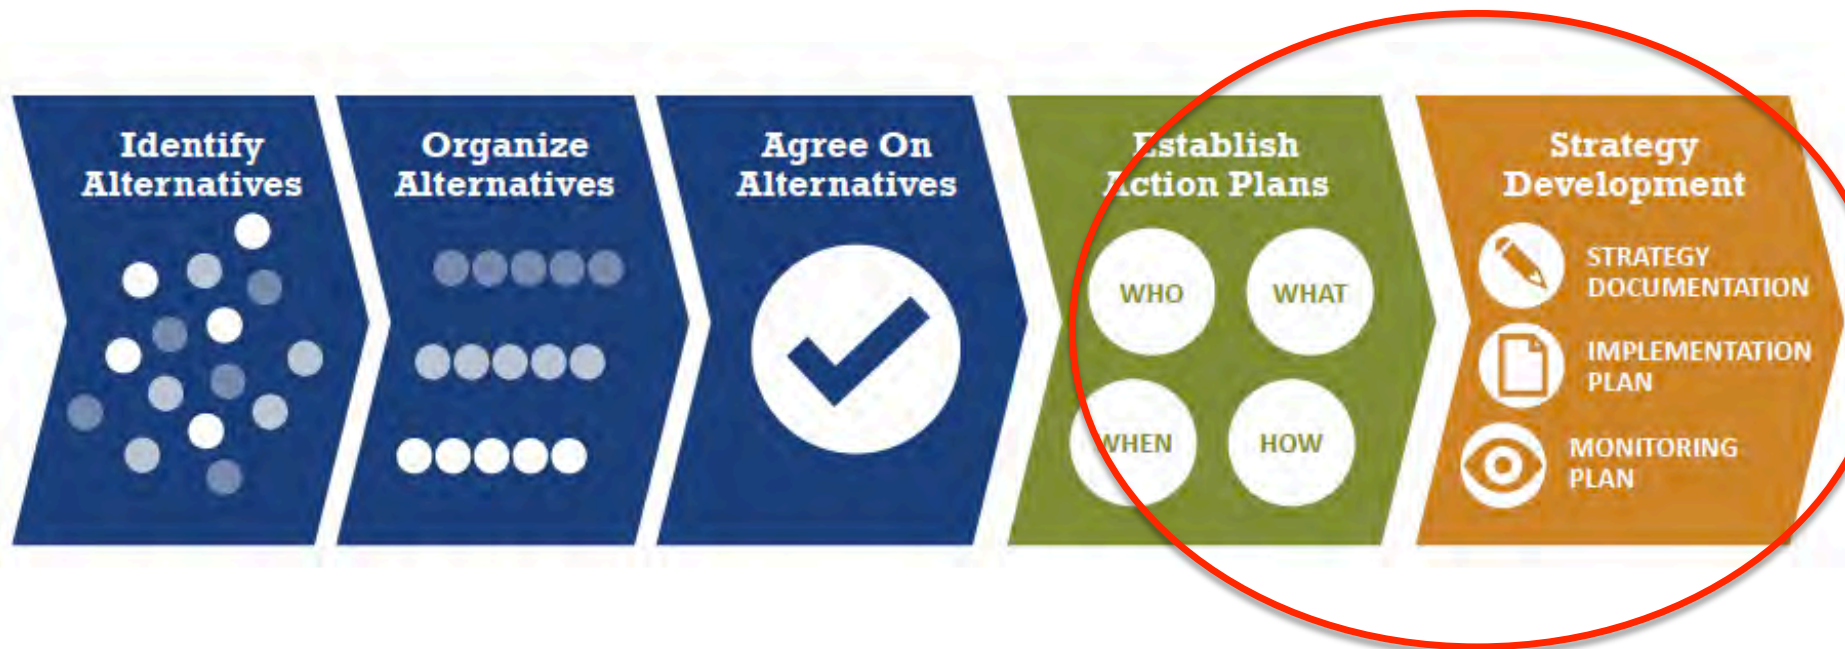 Identify
Alternatives
Organize
Alternatives
Agree On
Alternatives
Establish
Action Plans
WHO
WHAT
WHEN
HOW
Strategy
Development
STRATEGY
DOCUMENTATION
IMPLEMENTATION
PLAN
MONITORING
PLAN